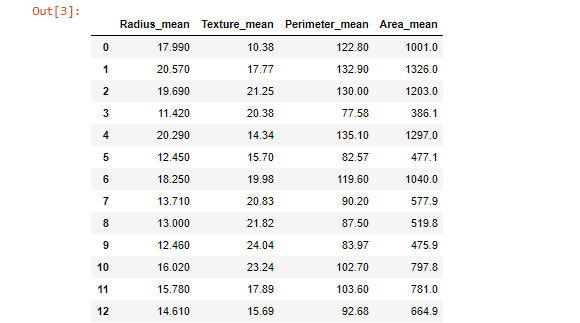 Out[3]:
Radius_mean Texture_mean Perimeter_mean Area_mean
0 17.990 10.38 122.80 1001.0
1 20.570 17.77 132.90 1326.0
2 19.690 21.25 130.00 1203.0
3 11.420 20.38 77.58 386.1
4 20.290 14.34 135.10 1297.0
5 12.450 15.70 82.57 477.1
6 18.250 19.98 119.60 1040.0
7 13.710 20.83 90.20 577.9
8 13.000 21.82 87.50 519.8
9 12.460 24.04 83.97 475.9
10 16.020 23.24 102.70 797.8
11 15.780 17.89 103.60 781.0
12 14.610 15.69 92.68 664.9